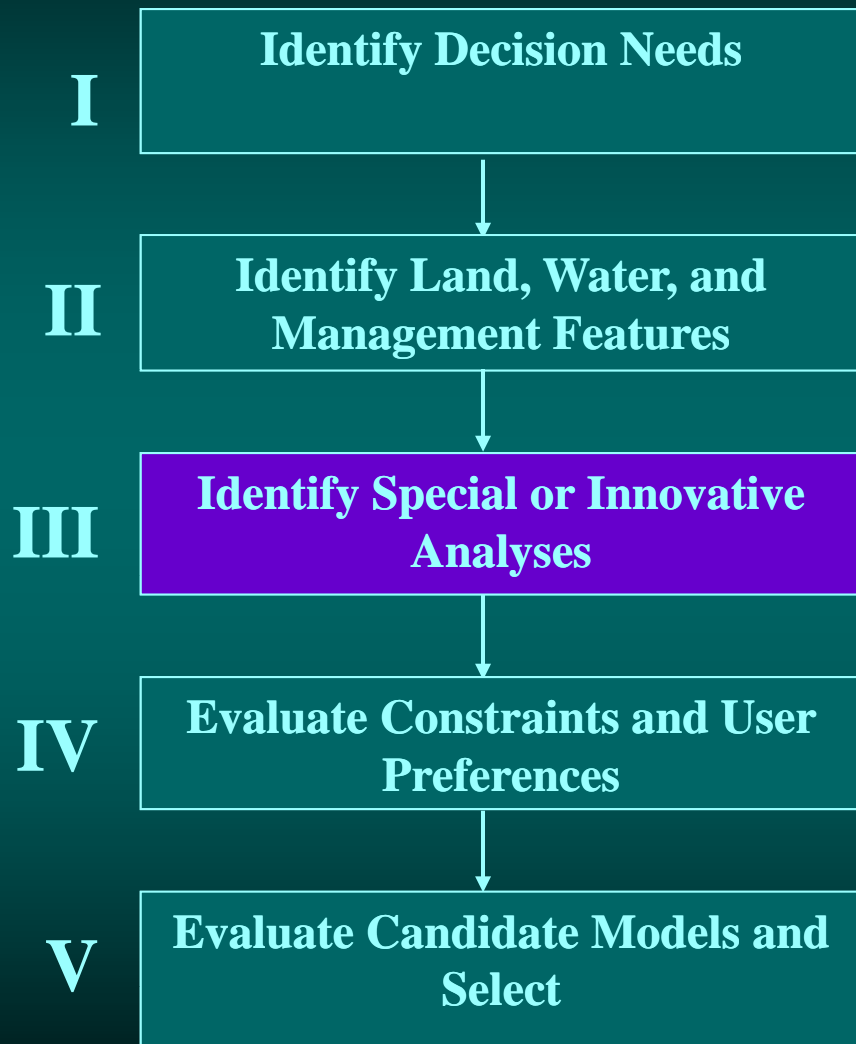 I
Identify Decision Needs
II
Identify Land, Water, and
Management Features
III
Identify Special or Innovative
Analyses
IV
Evaluate Constraints and User
Preferences
V
Evaluate Candidate Models and
Select